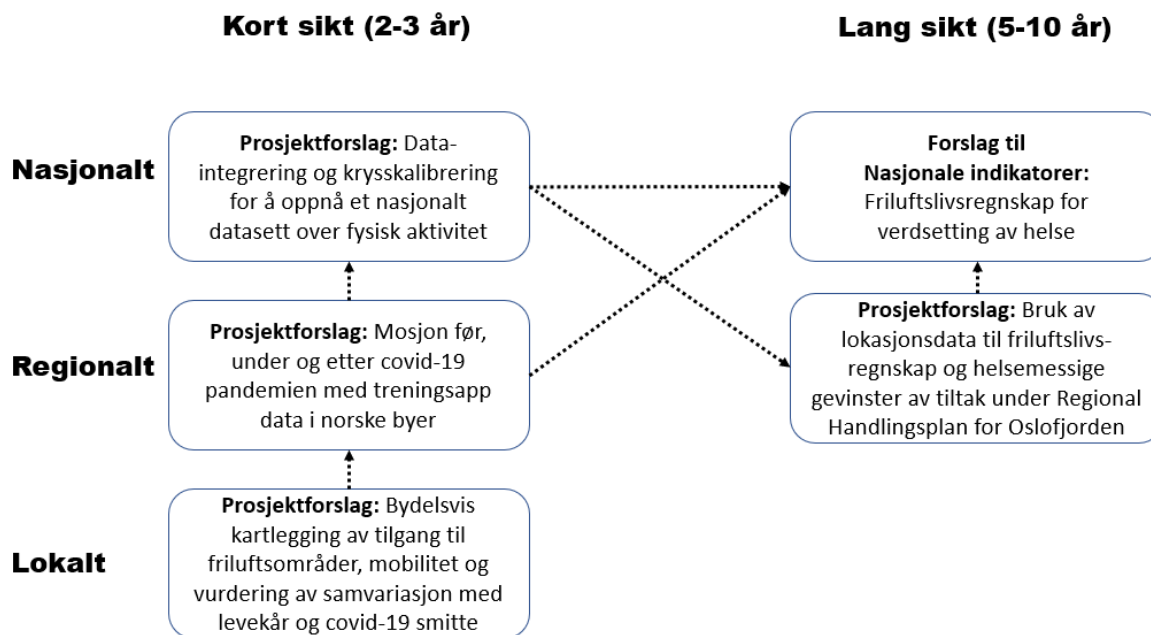 Kort sikt (2-3 år)
Lang sikt (5-10 år)
Nasjonalt
Prosjektforslag: Data-
integrering og krysskalibrering
for å oppnå et nasjonalt
datasett over fysisk aktivitet
Forslag til
Nasjonale indikatorer:
Friluftslivsregnskap for
verdsetting av helse
Regionalt
Prosjektforslag: Mosjon før,
under og etter covid-19
pandemien med treningsapp
data i norske byer
Prosjektforslag: Bruk av
lokasjonsdata til friluftslivs-
regnskap og helsemessige
gevinster av tiltak under Regional
Handlingsplan for Oslofjorden
Lokalt
Prosjektforslag: Bydelsvis
kartlegging av tilgang til
friluftsområder, mobilitet og
vurdering av samvariasjon med
levekår og covid-19 smitte